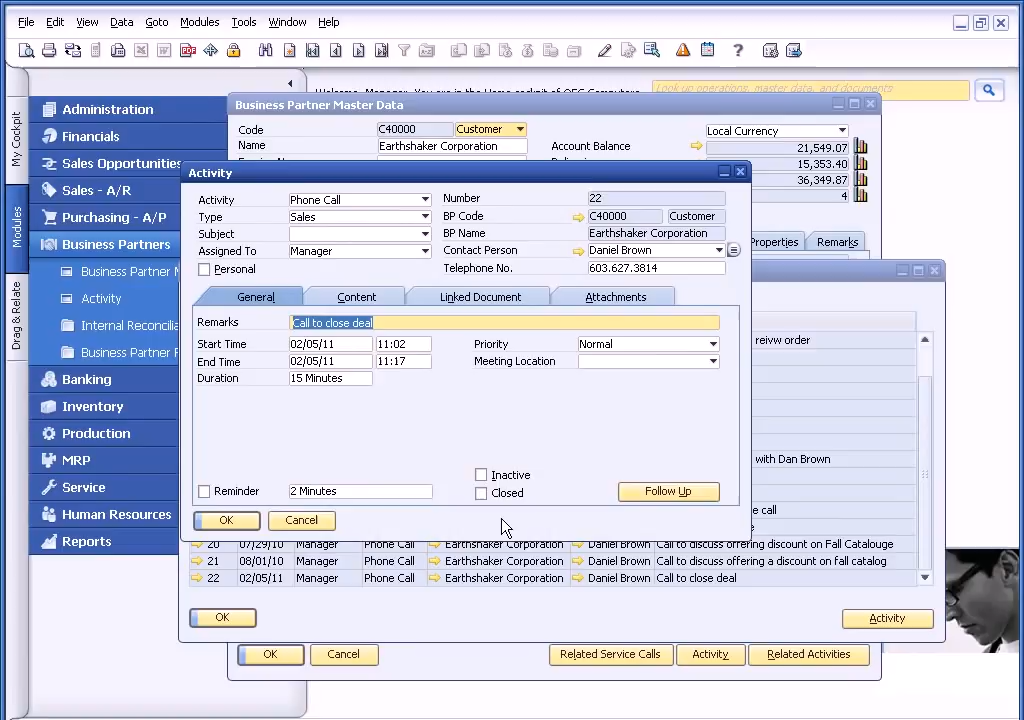 File Edit View Data Goto Modules Tools Window Help
Welcome, Manager. You are in the Home cockpit of OEC Computers.
Look up operations, master data, and documents
My Cockpit
Modules
Drag & Relate
Administration
Financials
Sales Opportunities
Sales - A/R
Purchasing - A/P
Business Partners
Business Partner M
Activity
Internal Reconcilia
Business Partner R
Banking
Inventory
Production
MRP
Service
Human Resources
Reports
Business Partner Master Data
Code C40000 Customer Local Currency
Name Earthshaker Corporation Account Balance 21,549.07
15,353.40
36,349.87
4
Properties Remarks
Activity
Activity Phone Call Number 22
Type Sales BP Code C40000 Customer
Subject BP Name Earthshaker Corporation
Assigned To Manager Contact Person Daniel Brown
Personal Telephone No. 603.627.3814
General Content Linked Document Attachments
Remarks Call to close deal
Start Time 02/05/11 11:02 Priority Normal
End Time 02/05/11 11:17 Meeting Location
Duration 15 Minutes
Inactive
Reminder 2 Minutes Closed Follow Up
OK Cancel
reivw order
with Dan Brown
e call
20 07/29/10 Manager Phone Call Earthshaker Corporation Daniel Brown Call to discuss offering discount on Fall Catalouge
21 08/01/10 Manager Phone Call Earthshaker Corporation Daniel Brown Call to discuss offering a discount on fall catalog
22 02/05/11 Manager Phone Call Earthshaker Corporation Daniel Brown Call to close deal
OK Activity
OK Cancel Related Service Calls Activity Related Activities